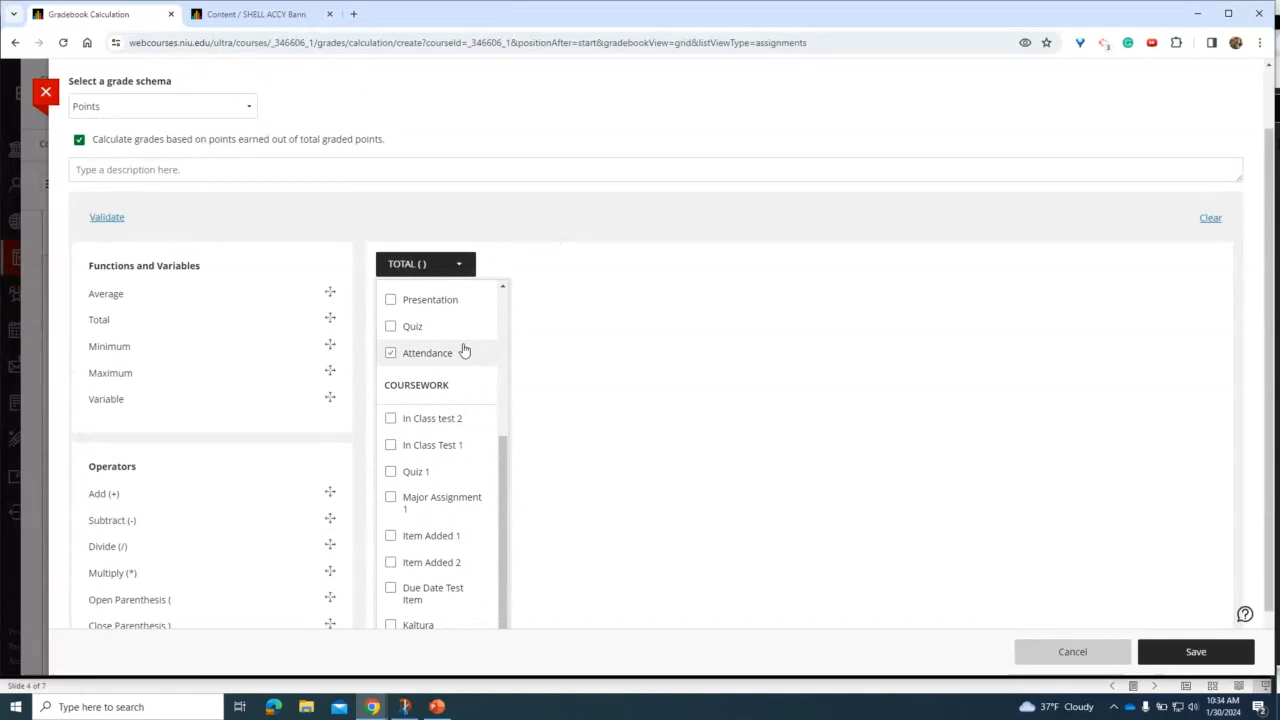 Gradebook Calculation
Content / SHELL ACCY Bann
webcourses.niu.edu/ultra/courses/_346606_1/grades/calculation/create?courseId=_346606_1&positionAfter=start&gradebookView=grid&listViewType=assignments
Select a grade schema
Points
Calculate grades based on points earned out of total graded points.
Type a description here.
Validate
Clear
Functions and Variables
Average
Total
Minimum
Maximum
Variable
Operators
Add (+)
Subtract (-)
Divide (/)
Multiply (*)
Open Parenthesis (
Close Parenthesis )
TOTAL ( )
Presentation
Quiz
Attendance
COURSEWORK
In Class test 2
In Class Test 1
Quiz 1
Major Assignment
1
Item Added 1
Item Added 2
Due Date Test
Item
Kaltura
Cancel
Save
Slide 4 of 7
Type here to search
37°F Cloudy
10:34 AM
1/30/2024